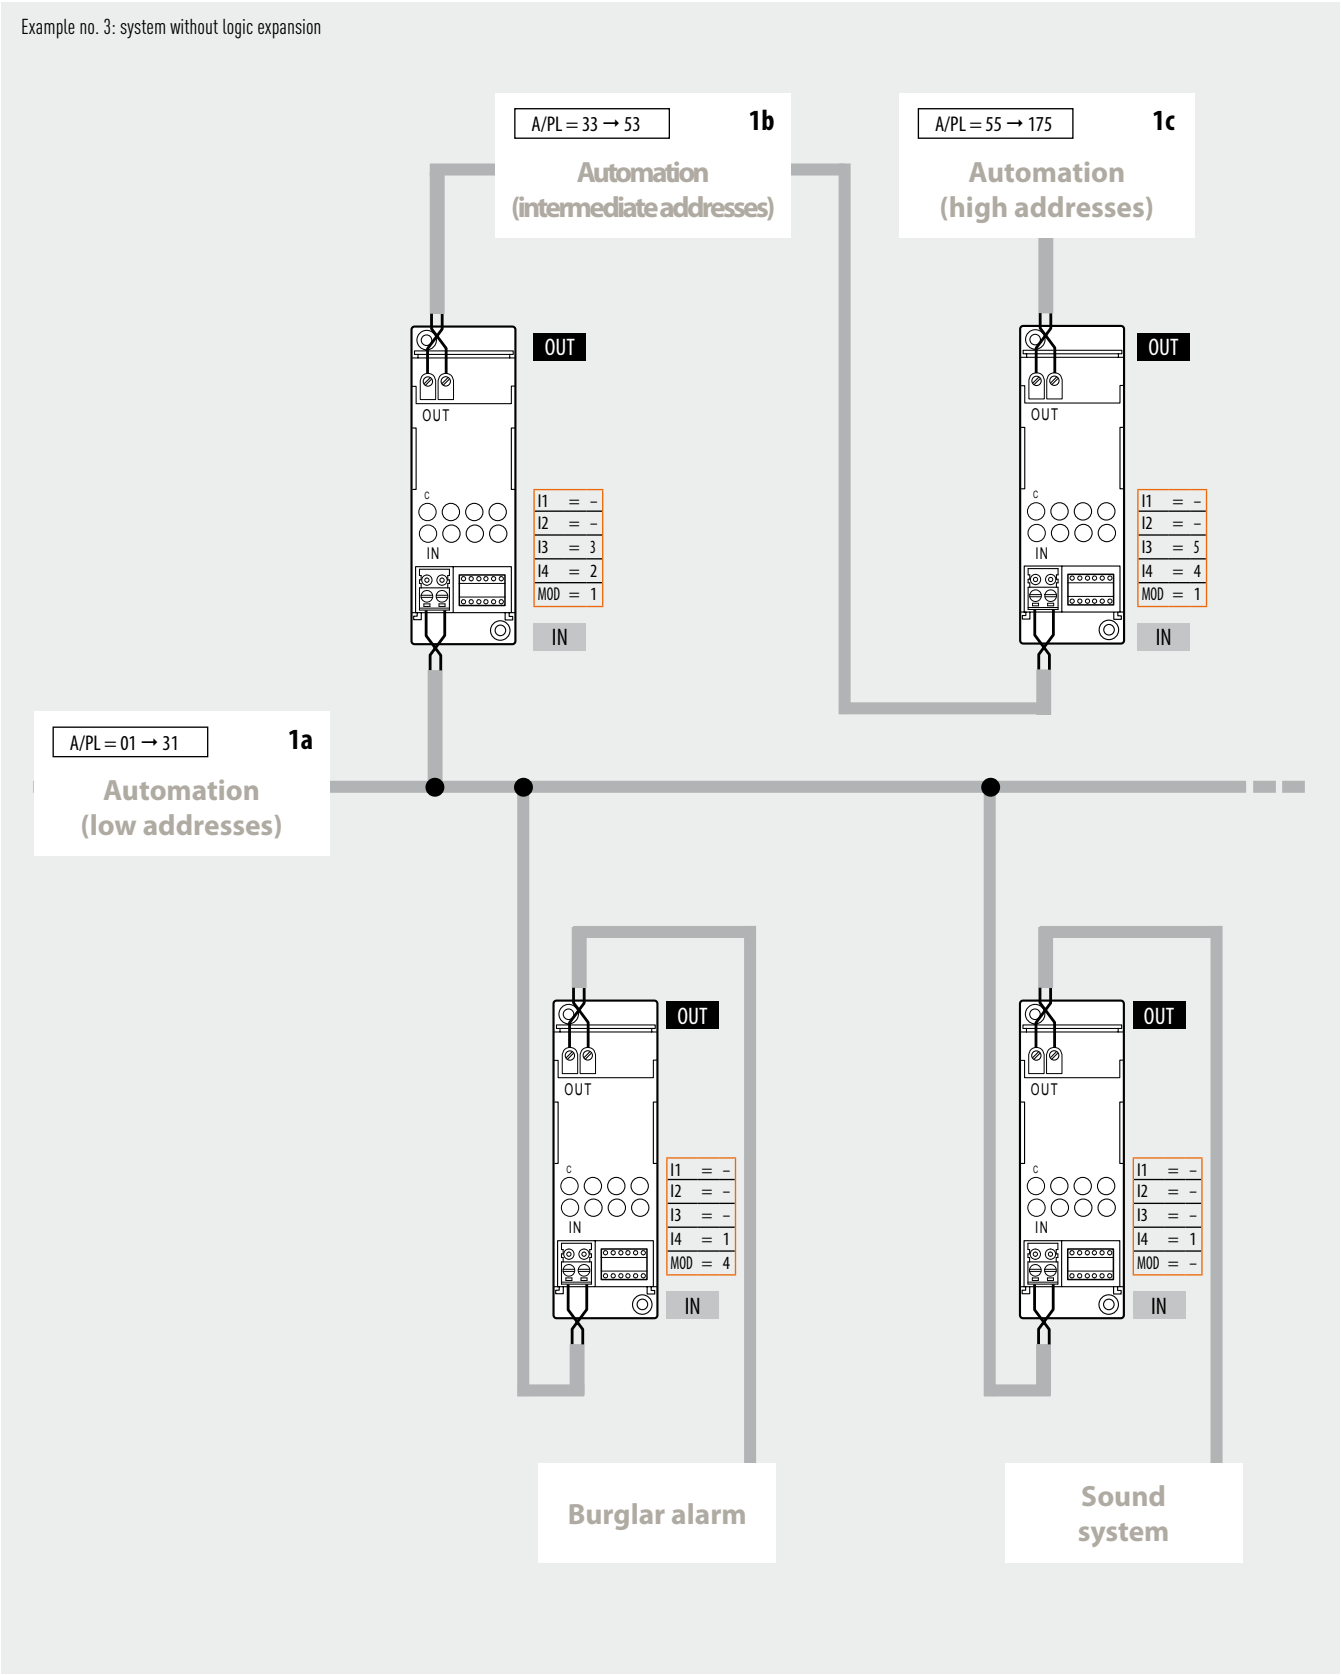 Example no. 3: system without logic expansion
A/PL = 33 → 53
1b
Automation
(intermediate addresses)
A/PL = 55 → 175
1c
Automation
(high addresses)
OUT
OUT
C
IN
I1 = –
I2 = –
I3 = 3
I4 = 2
MOD = 1
IN
OUT
OUT
C
IN
I1 = –
I2 = –
I3 = 5
I4 = 4
MOD = 1
IN
A/PL = 01 → 31
1a
Automation
(low addresses)
OUT
OUT
C
IN
I1 = –
I2 = –
I3 = –
I4 = 1
MOD = 4
IN
OUT
OUT
C
IN
I1 = –
I2 = –
I3 = –
I4 = 1
MOD = –
IN
Burglar alarm
Sound
system